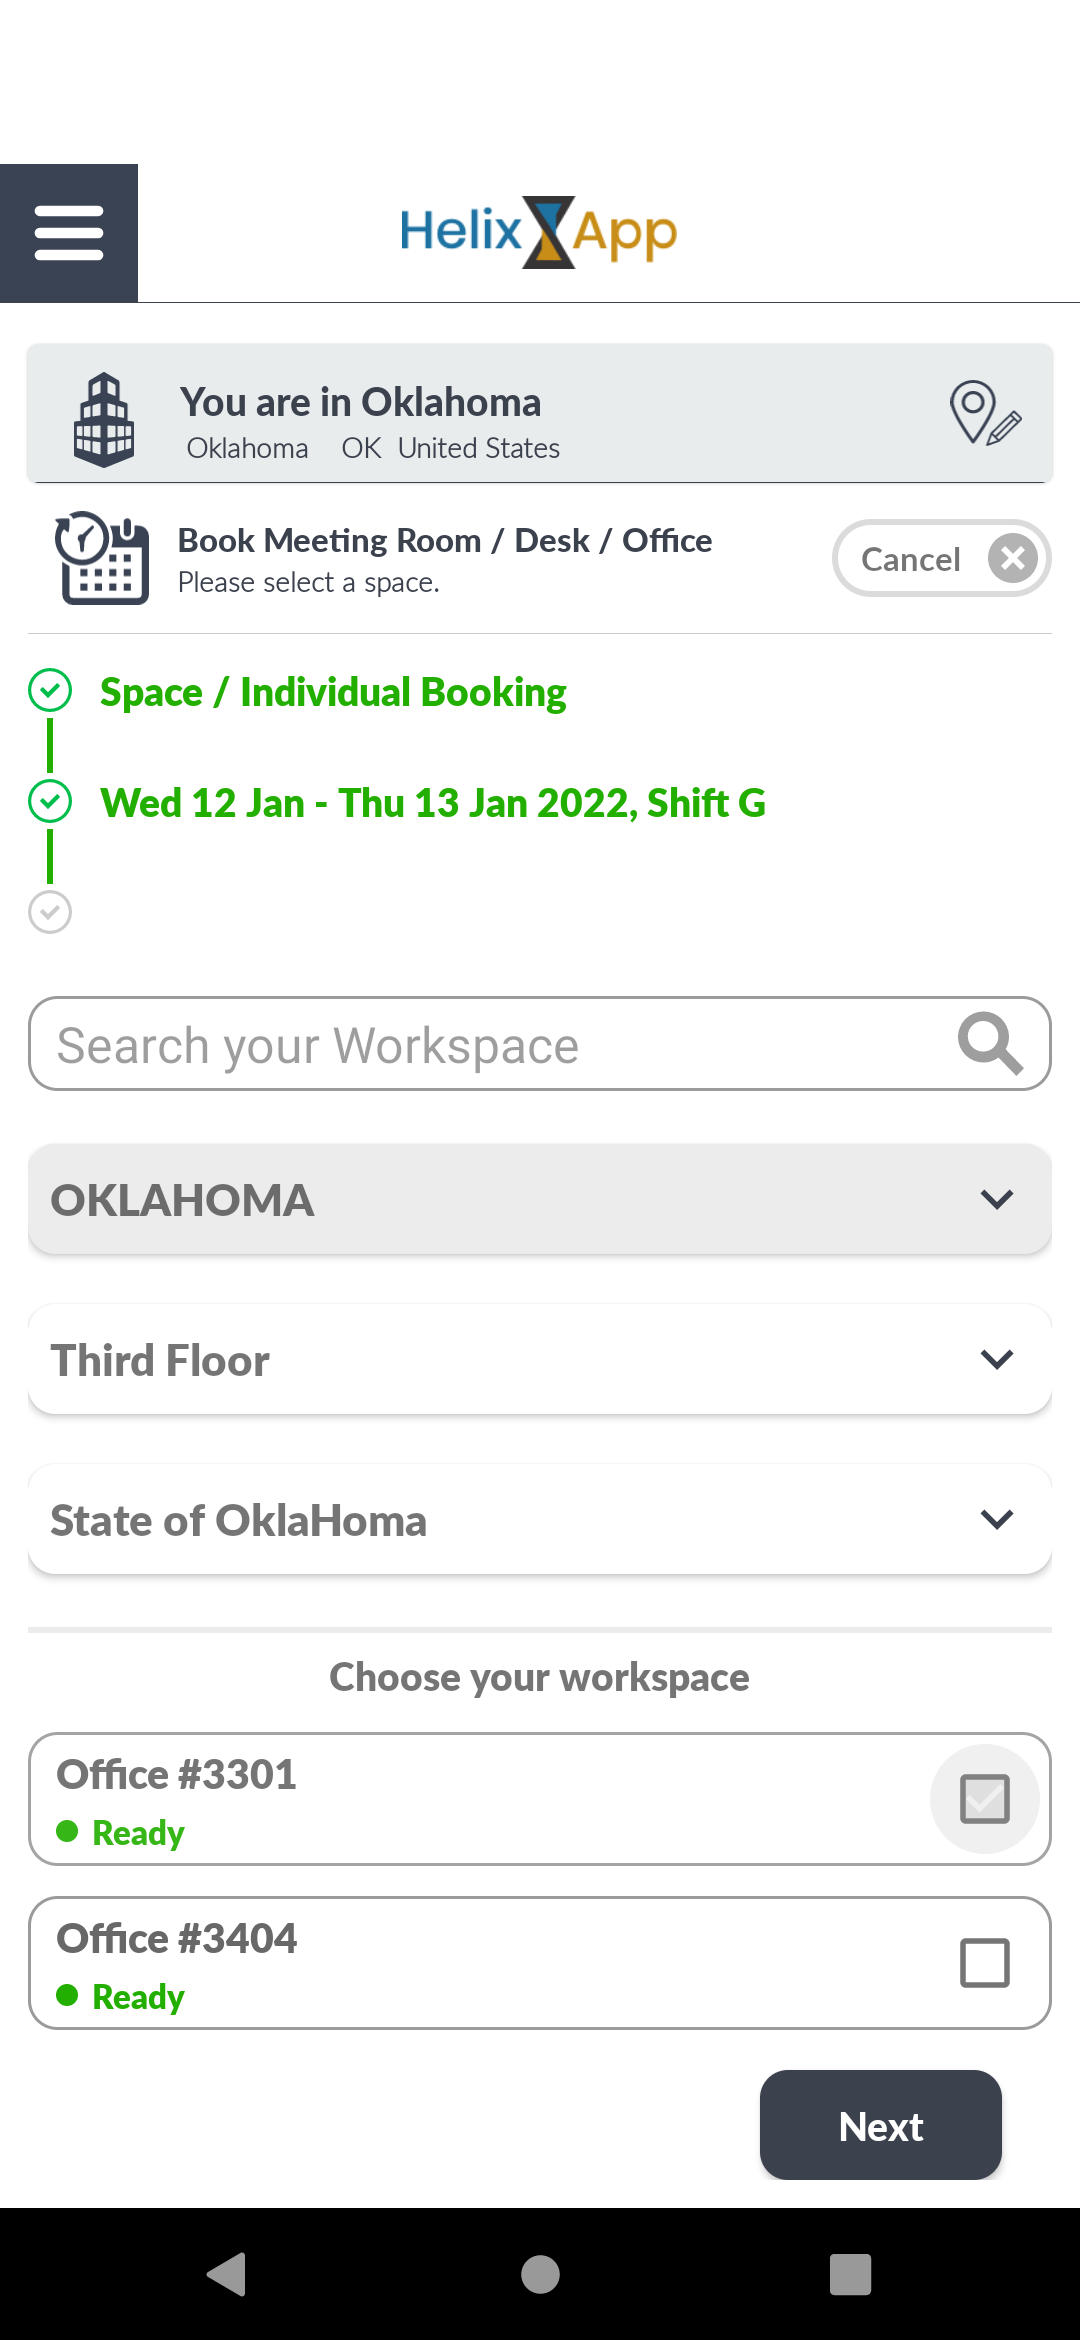 Helix App
You are in Oklahoma
Oklahoma OK United States
Book Meeting Room / Desk / Office
Please select a space.
Cancel
Space / Individual Booking
Wed 12 Jan - Thu 13 Jan 2022, Shift G
Search your Workspace
OKLAHOMA
Third Floor
State of OklaHoma
Choose your workspace
Office #3301
Ready
Office #3404
Ready
Next